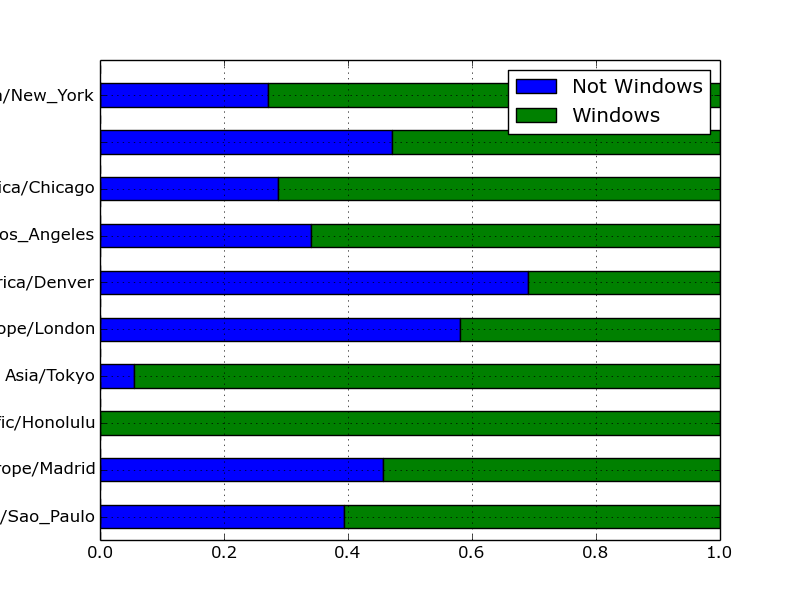 /New_York
Not Windows
Windows
ica/Chicago
os_Angeles
rica/Denver
ope/London
Asia/Tokyo
fic/Honolulu
rope/Madrid
/Sao_Paulo
0.0 0.2 0.4 0.6 0.8 1.0